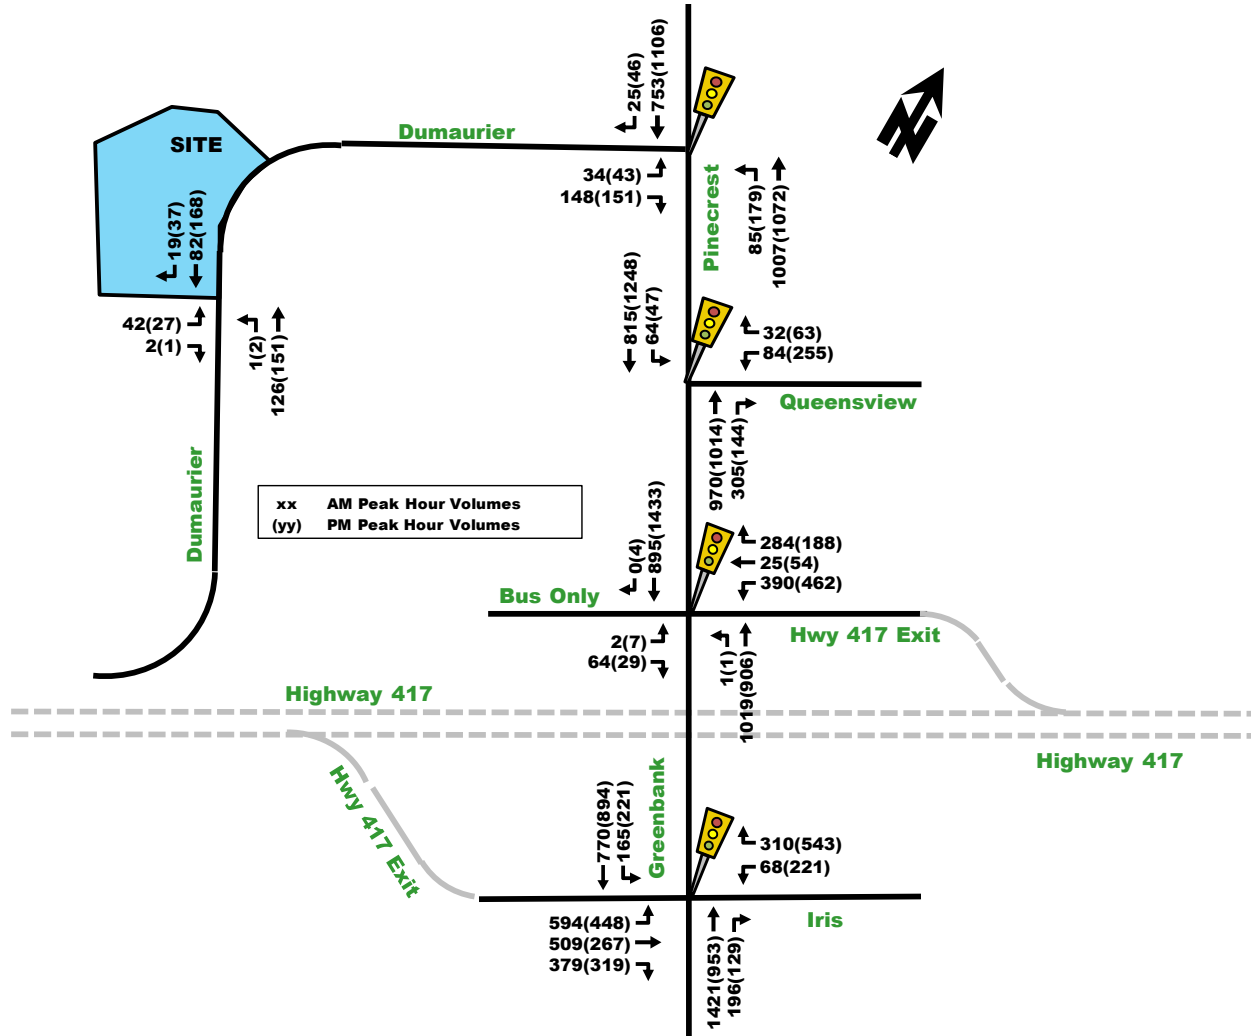 25(46)
753(1106)
Dumaurier
SITE
34(43)
148(151)
Pinecrest
85(179)
1007(1072)
19(37)
82(168)
42(27)
2(1)
1(2)
126(151)
815(1248)
64(47)
32(63)
84(255)
Queensview
970(1014)
305(144)
Dumaurier
xx AM Peak Hour Volumes
(yy) PM Peak Hour Volumes
0(4)
895(1433)
284(188)
25(54)
390(462)
Bus Only
Hwy 417 Exit
2(7)
64(29)
1(1)
1019(906)
Highway 417
Highway 417
Hwy 417 Exit
770(894)
165(221)
Greenbank
310(543)
68(221)
Iris
594(448)
509(267)
379(319)
1421(953)
196(129)
N